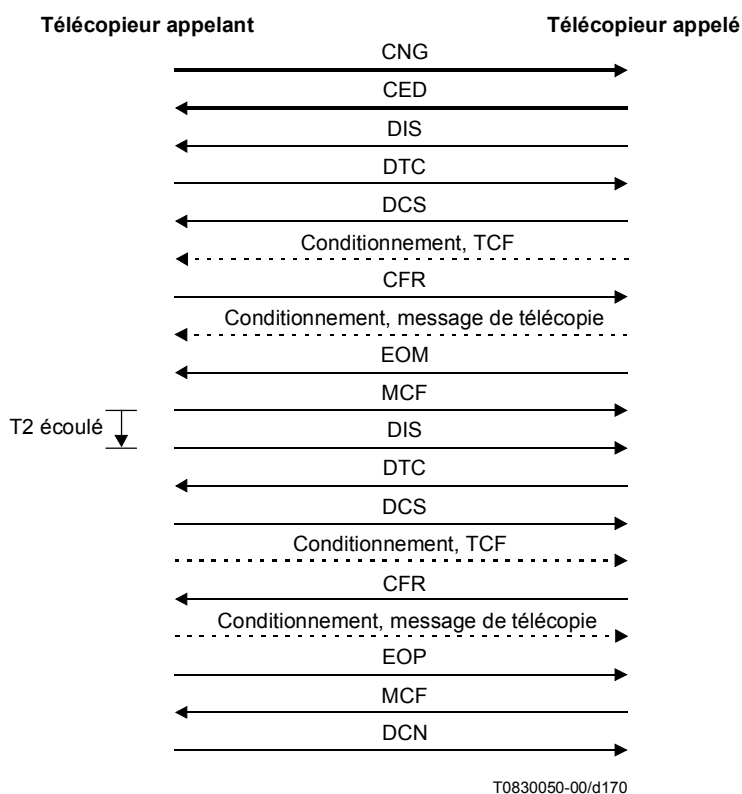 Télécopieur appelant Télécopieur appelé
CNG
CED
DIS
DTC
DCS
Conditionnement, TCF
CFR
Conditionnement, message de télécopie
EOM
MCF
T2 écoulé
DIS
DTC
DCS
Conditionnement, TCF
CFR
Conditionnement, message de télécopie
EOP
MCF
DCN
T0830050-00/d170